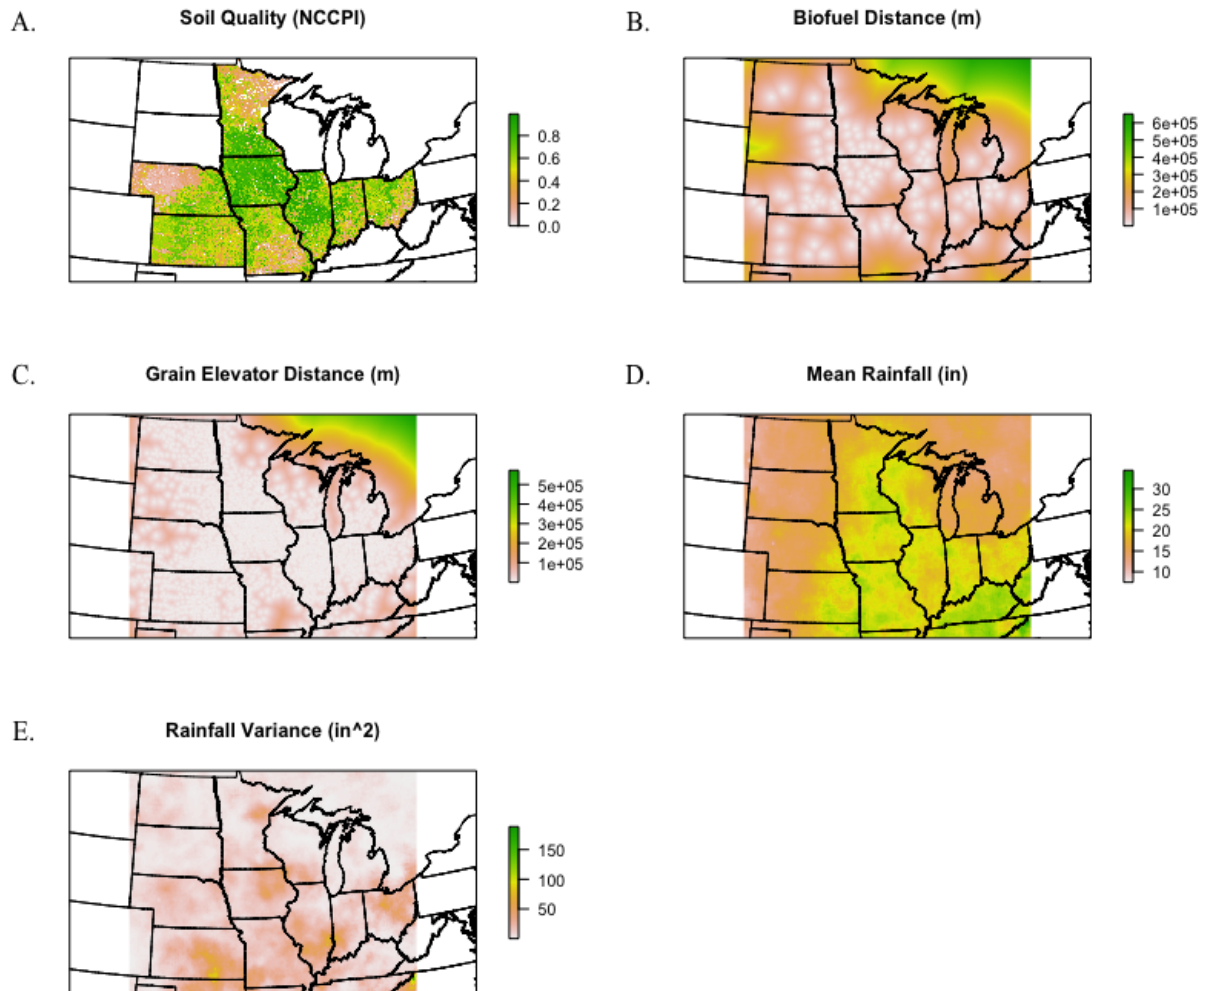 A.
Soil Quality (NCCPI)
0.8
0.6
0.4
0.2
0.0
B.
Biofuel Distance (m)
6e+05
5e+05
4e+05
3e+05
2e+05
1e+05
C.
Grain Elevator Distance (m)
5e+05
4e+05
3e+05
2e+05
1e+05
D.
Mean Rainfall (in)
30
25
20
15
10
E.
Rainfall Variance (in^2)
150
100
50